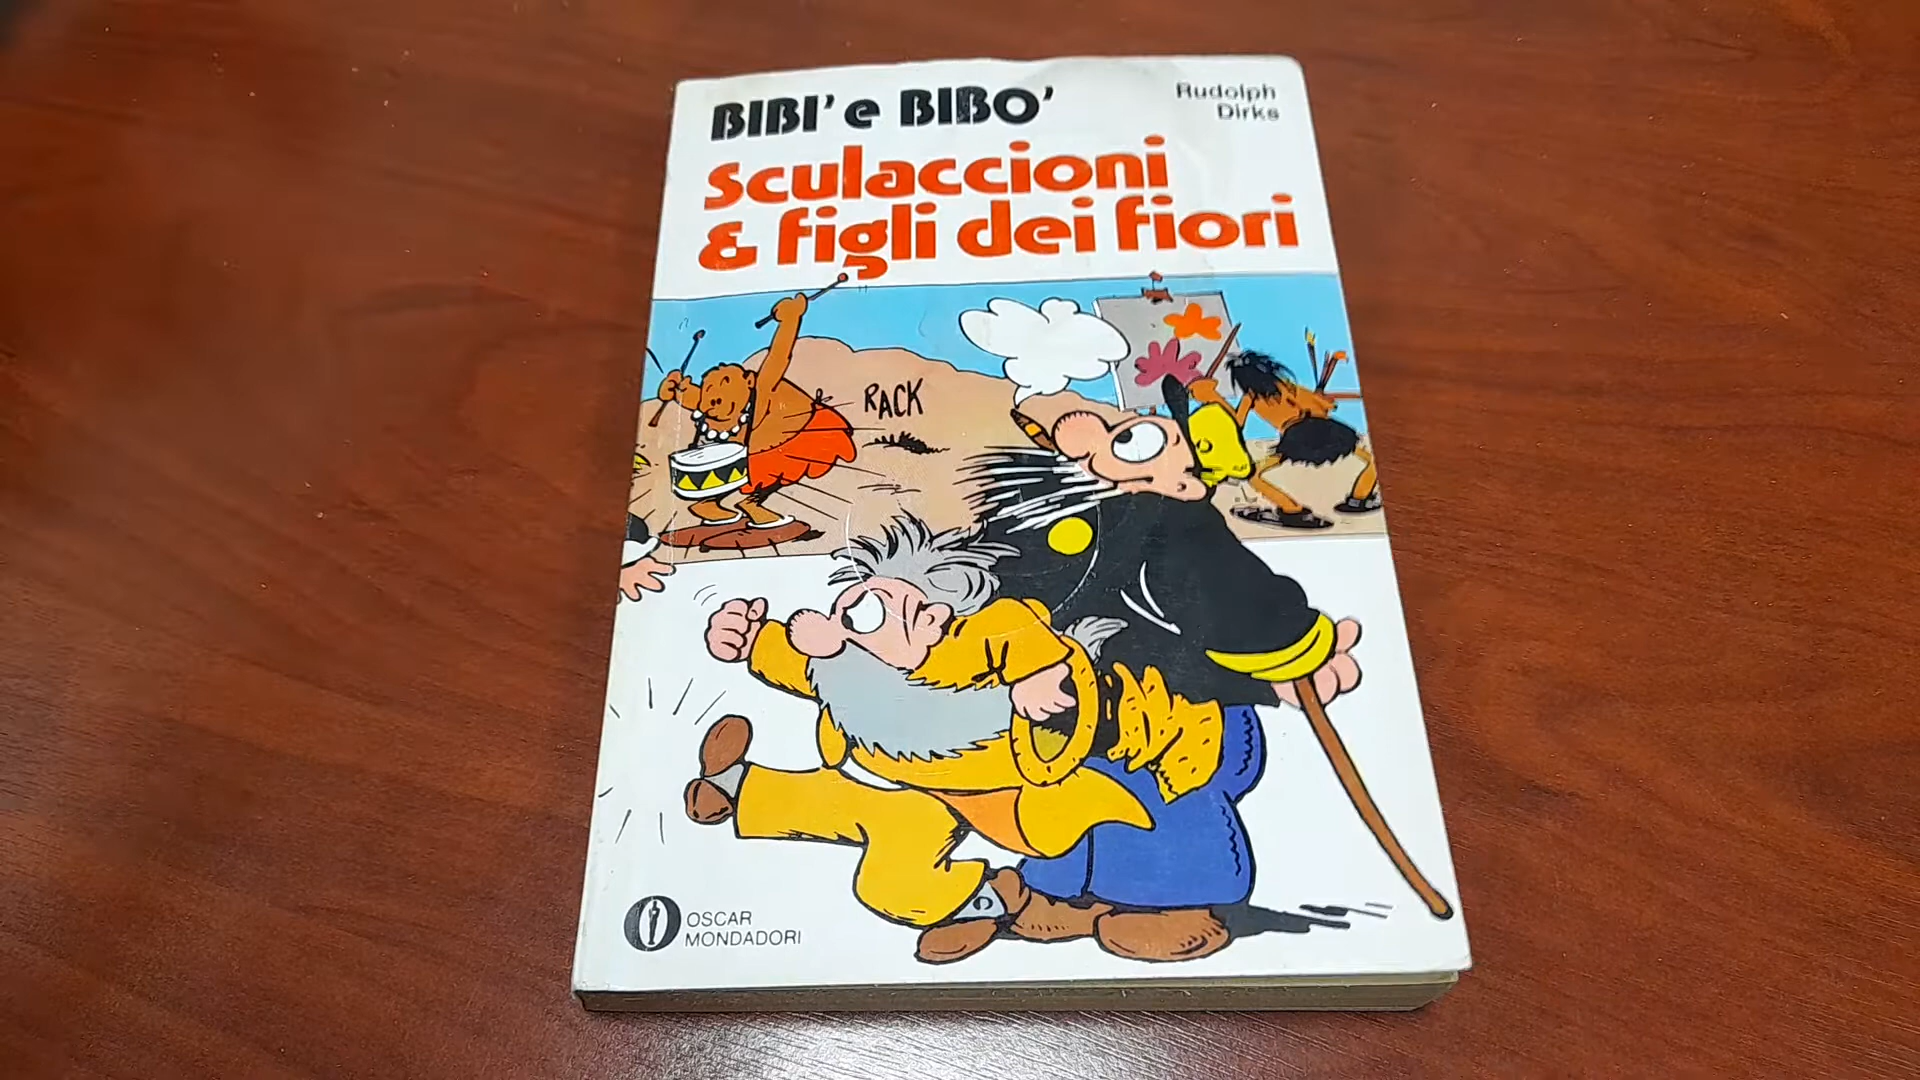 BIBI' e BIBO'
Rudolph
Dirks
Sculaccioni
& figli dei fiori
RACK
OSCAR
MONDADORI